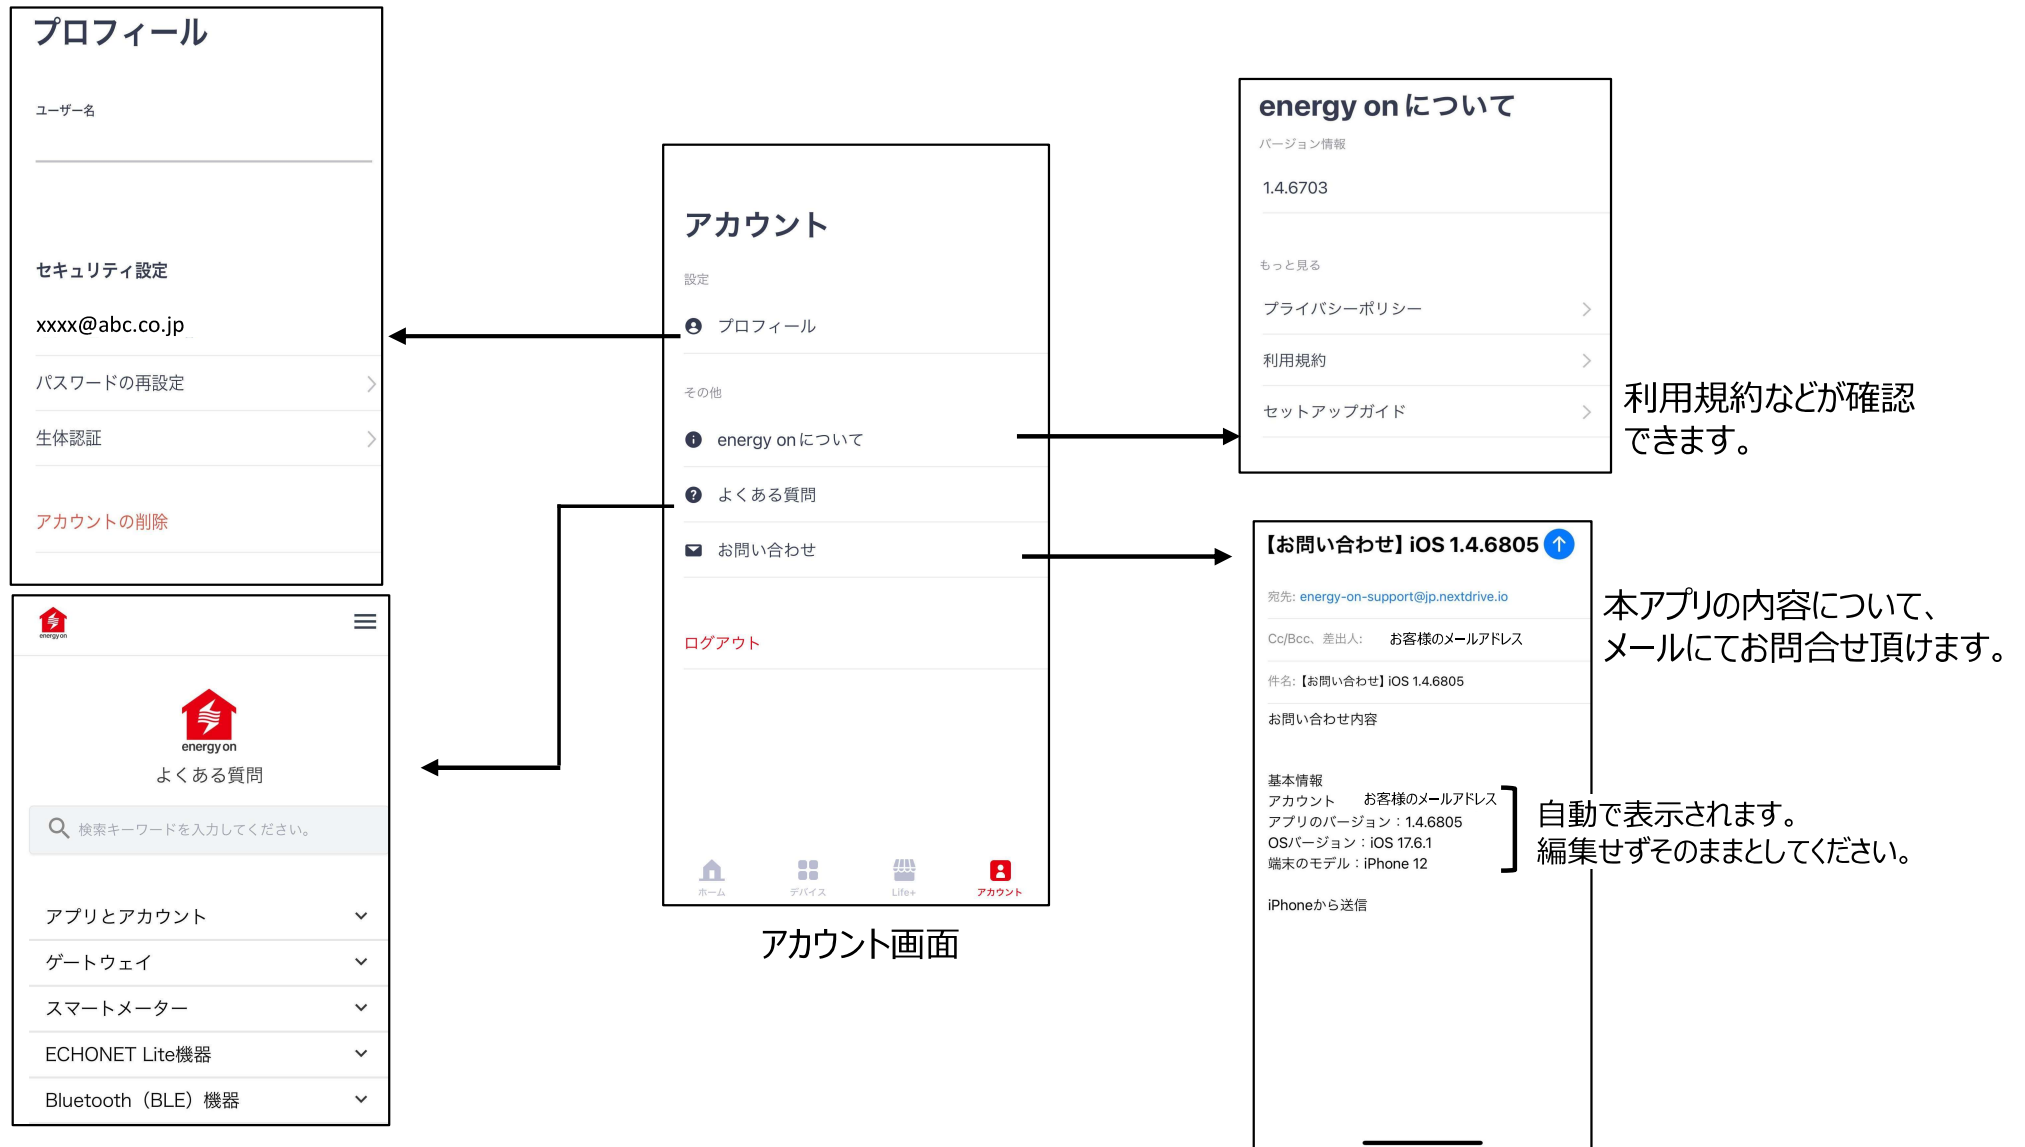 プロフィール
ユーザー名
セキュリティ設定
xxxx@abc.co.jp
パスワードの再設定
生体認証
アカウントの削除
energy on
energy on
よくある質問
検索キーワードを入力してください。
アプリとアカウント
ゲートウェイ
スマートメーター
ECHONET Lite機器
Bluetooth（BLE）機器
アカウント
設定
プロフィール
その他
energy onについて
よくある質問
お問い合わせ
ログアウト
ホーム
デバイス
Life+
アカウント
アカウント画面
energy onについて
バージョン情報
1.4.6703
もっと見る
プライバシーポリシー
利用規約
セットアップガイド
利用規約などが確認
できます。
【お問い合わせ】iOS 1.4.6805
宛先: energy-on-support@jp.nextdrive.io
Cc/Bcc、差出人: お客様のメールアドレス
件名:【お問い合わせ】iOS 1.4.6805
お問い合わせ内容
基本情報
アカウント お客様のメールアドレス
アプリのバージョン：1.4.6805
OSバージョン：iOS 17.6.1
端末のモデル：iPhone 12
iPhoneから送信
本アプリの内容について、
メールにてお問合せ頂けます。
自動で表示されます。
編集せずそのままとしてください。